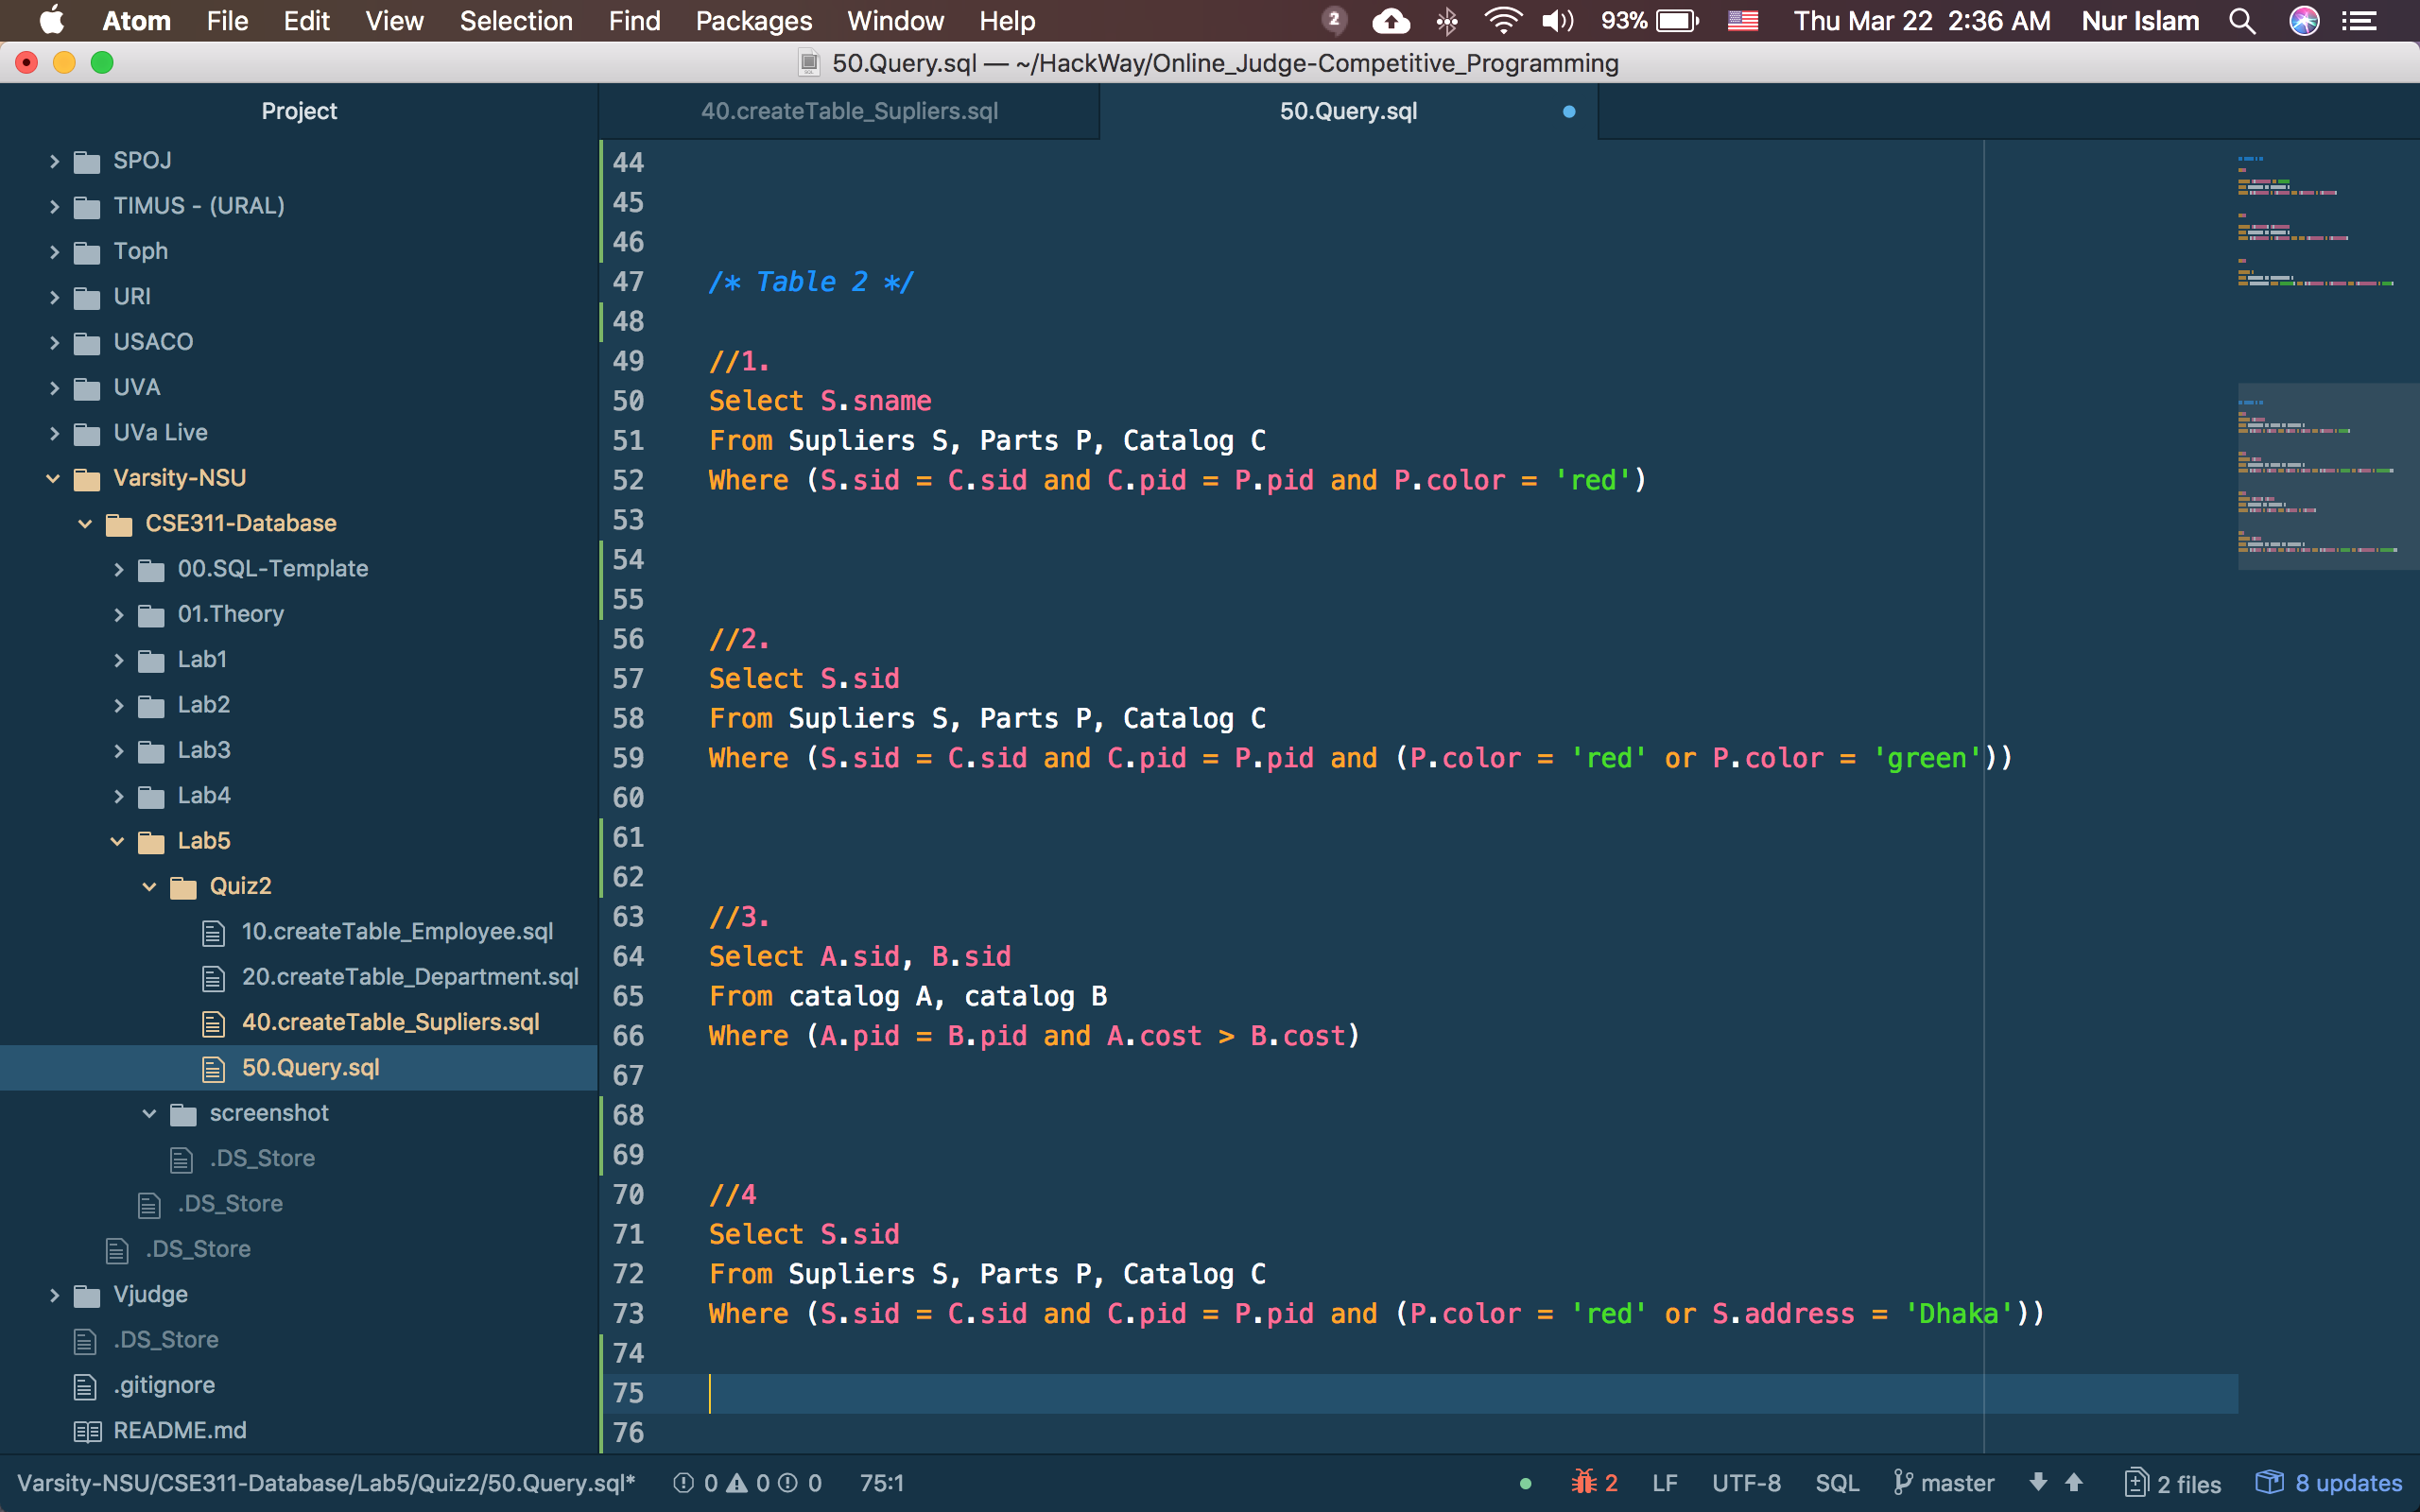 Atom File Edit View Selection Find Packages Window Help 2 93% Thu Mar 22 2:36 AM Nur Islam
50.Query.sql — ~/HackWay/Online_Judge-Competitive_Programming
Project
SPOJ
TIMUS - (URAL)
Toph
URI
USACO
UVA
UVa Live
Varsity-NSU
CSE311-Database
00.SQL-Template
01.Theory
Lab1
Lab2
Lab3
Lab4
Lab5
Quiz2
10.createTable_Employee.sql
20.createTable_Department.sql
40.createTable_Supliers.sql
50.Query.sql
screenshot
.DS_Store
.DS_Store
.DS_Store
Vjudge
.DS_Store
.gitignore
README.md
40.createTable_Supliers.sql 50.Query.sql
44
45
46
47 /* Table 2 */
48
49 //1.
50 Select S.sname
51 From Supliers S, Parts P, Catalog C
52 Where (S.sid = C.sid and C.pid = P.pid and P.color = 'red')
53
54
55
56 //2.
57 Select S.sid
58 From Supliers S, Parts P, Catalog C
59 Where (S.sid = C.sid and C.pid = P.pid and (P.color = 'red' or P.color = 'green'))
60
61
62
63 //3.
64 Select A.sid, B.sid
65 From catalog A, catalog B
66 Where (A.pid = B.pid and A.cost > B.cost)
67
68
69
70 //4
71 Select S.sid
72 From Supliers S, Parts P, Catalog C
73 Where (S.sid = C.sid and C.pid = P.pid and (P.color = 'red' or S.address = 'Dhaka'))
74
75
76
Varsity-NSU/CSE311-Database/Lab5/Quiz2/50.Query.sql* 0 0 0 75:1 2 LF UTF-8 SQL master 2 files 8 updates